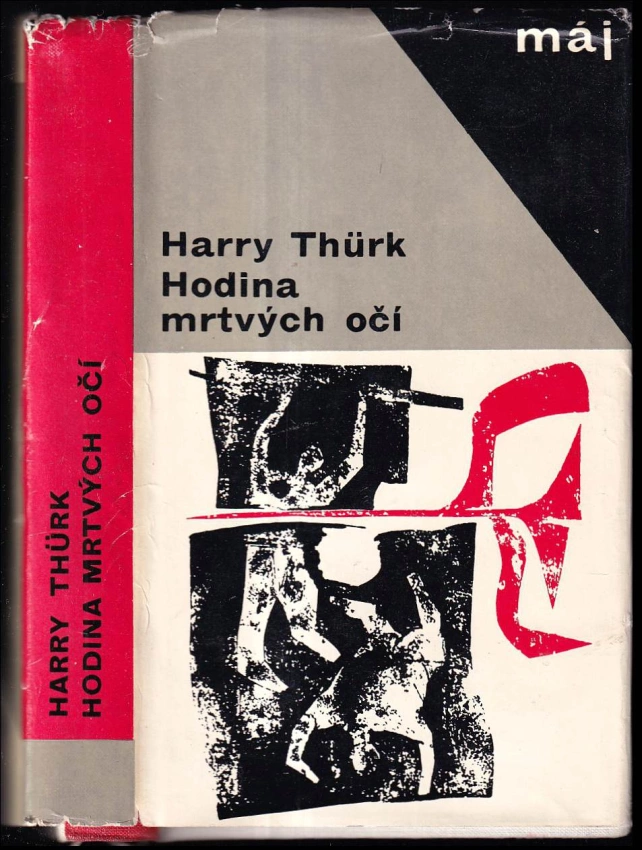 máj
Harry Thürk
Hodina
mrtvých očí
HARRY THÜRK
HODINA MRTVÝCH OČÍ